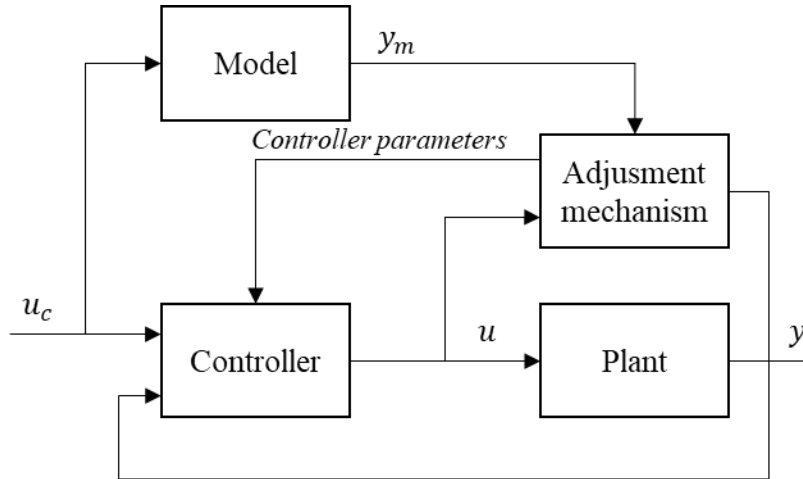 Model
y_m
Controller parameters
Adjusment
mechanism
u_c
Controller
u
Plant
y